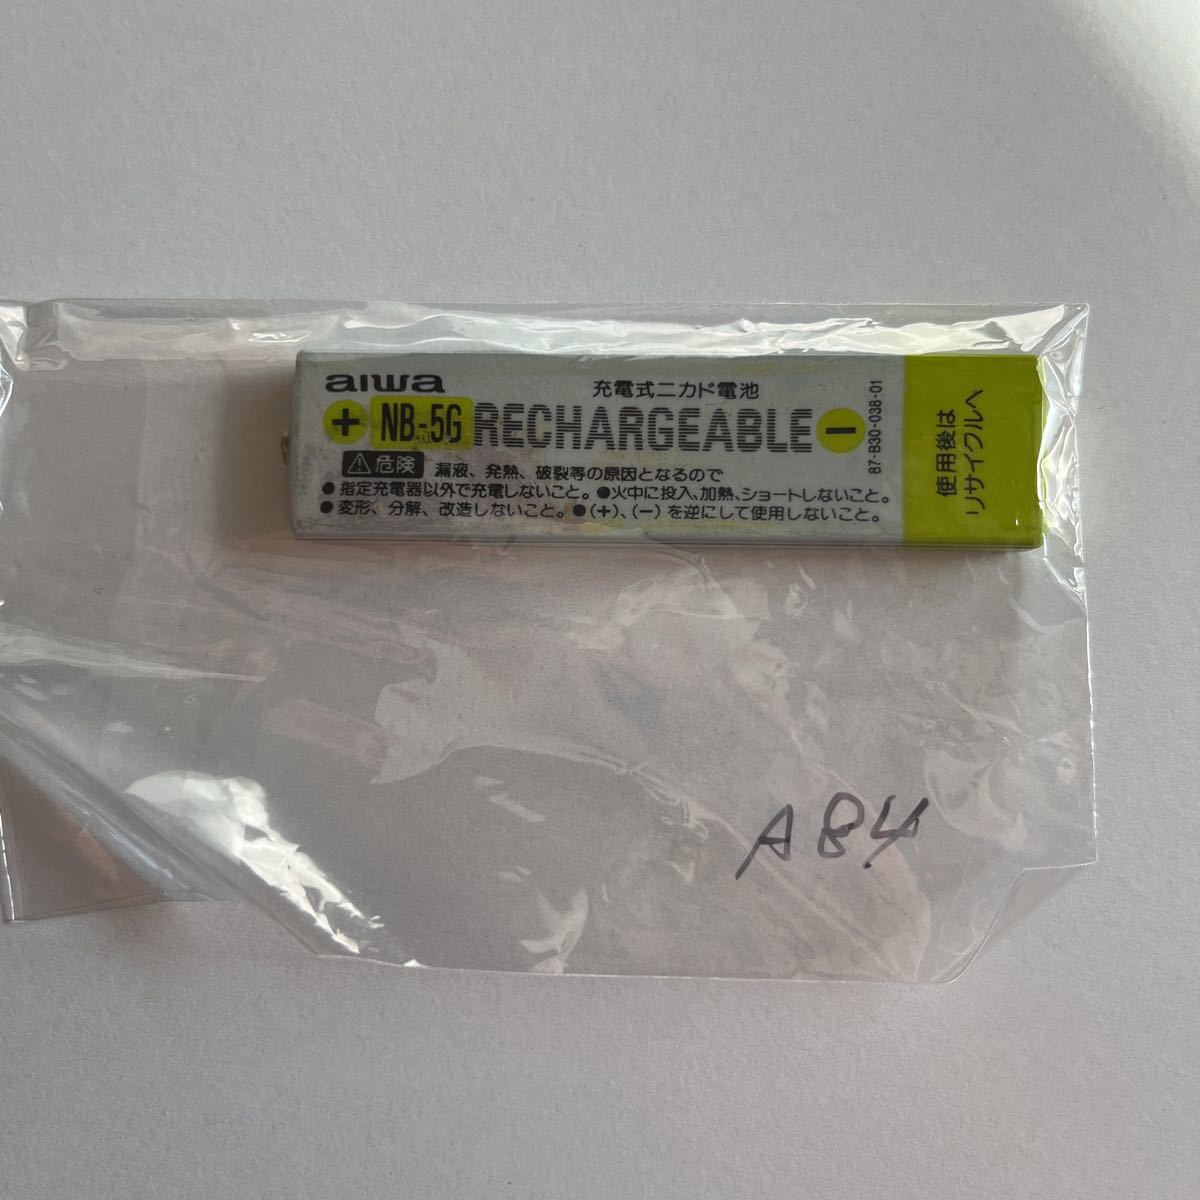 aiwa
充電式ニカド電池
+ NB-5G RECHARGEABLE −
⚠危険 漏液、発熱、破裂等の原因となるので
●指定充電器以外で充電しないこと。●火中に投入、加熱、ショートしないこと。
●変形、分解、改造しないこと。●(+)、(−)を逆にして使用しないこと。
87-B30-038-01
使用後は
リサイクルへ
A84